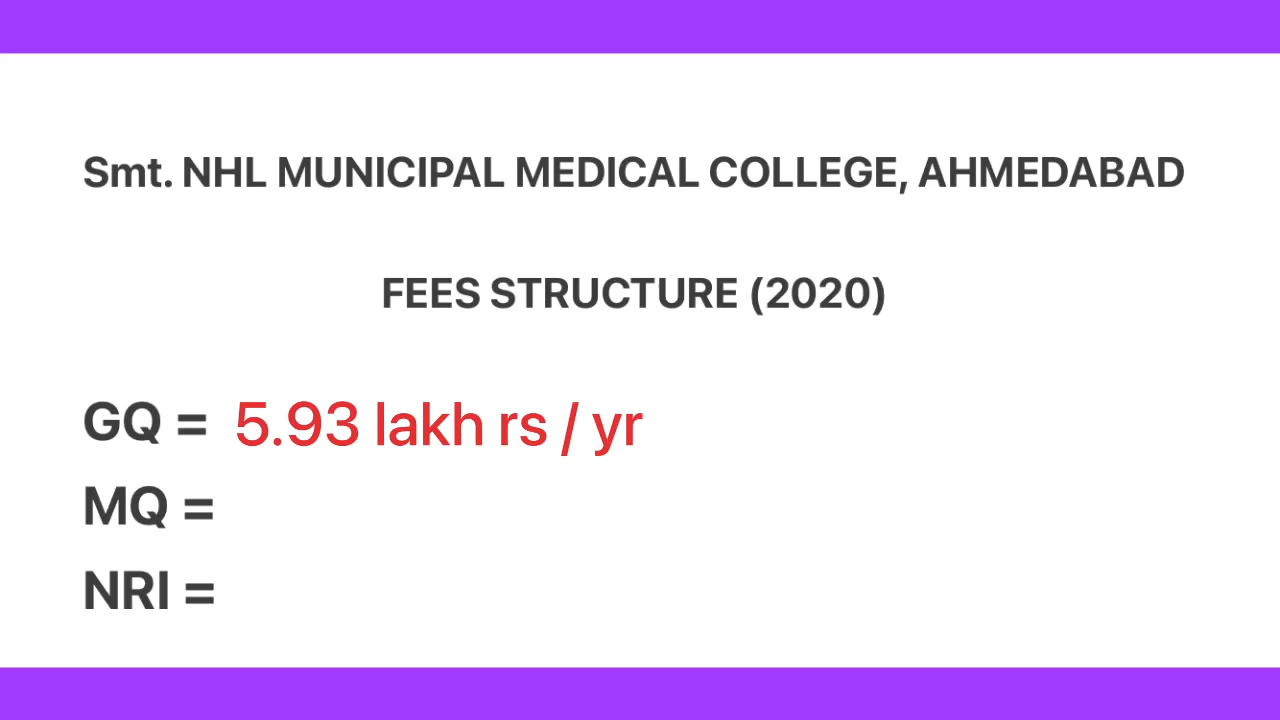 Smt. NHL MUNICIPAL MEDICAL COLLEGE, AHMEDABAD
FEES STRUCTURE (2020)
GQ = 5.93 lakh rs / yr
MQ =
NRI =